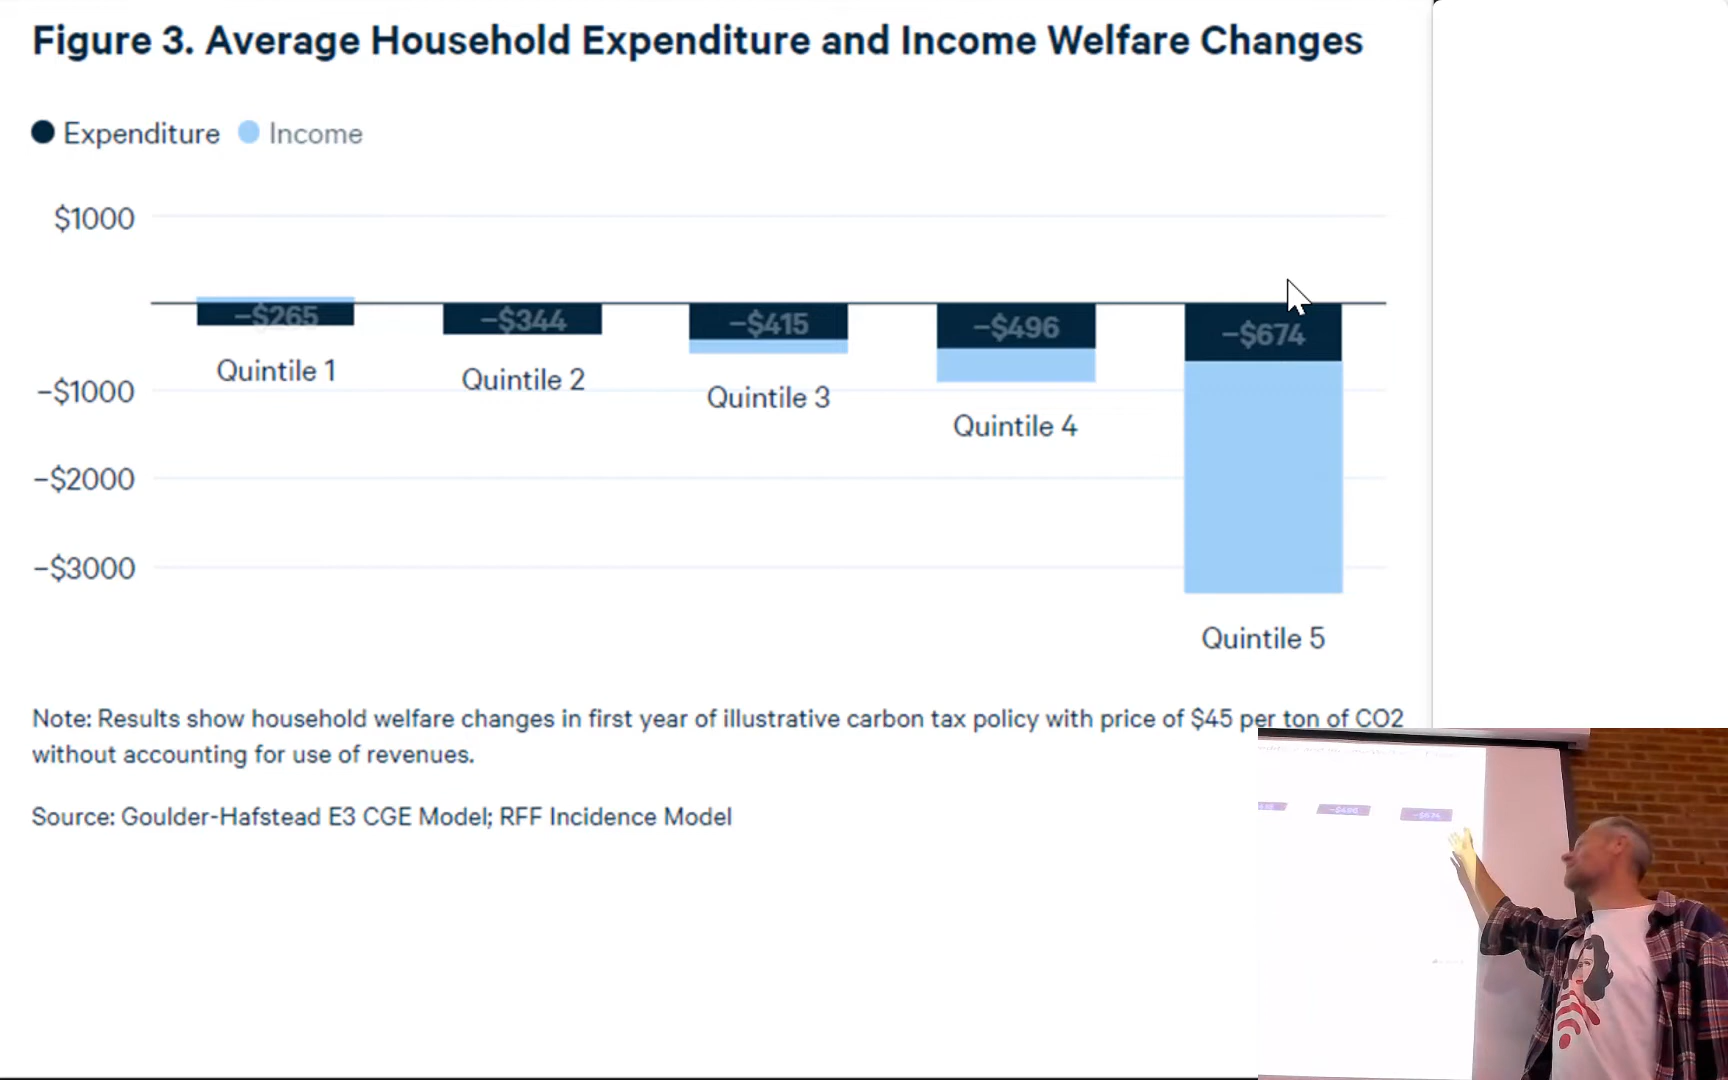 Figure 3. Average Household Expenditure and Income Welfare Changes
Expenditure Income
$1000
−$265
−$344
−$415
−$496
−$674
Quintile 1
Quintile 2
Quintile 3
Quintile 4
Quintile 5
−$1000
−$2000
−$3000
Note: Results show household welfare changes in first year of illustrative carbon tax policy with price of $45 per ton of CO2
without accounting for use of revenues.
Source: Goulder-Hafstead E3 CGE Model; RFF Incidence Model
−$496
−$674